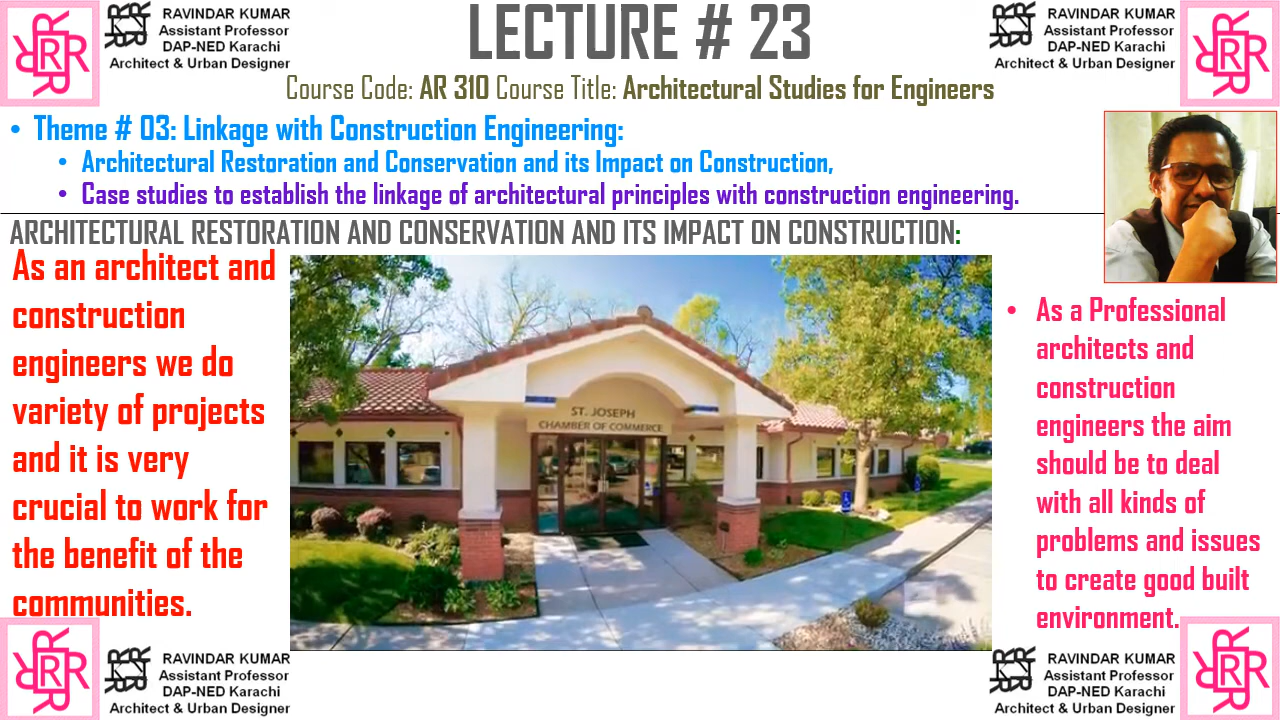 RAVINDAR KUMAR
Assistant Professor
DAP-NED Karachi
Architect & Urban Designer
LECTURE # 23
RAVINDAR KUMAR
Assistant Professor
DAP-NED Karachi
Architect & Urban Designer
Course Code: AR 310 Course Title: Architectural Studies for Engineers
• Theme # 03: Linkage with Construction Engineering:
• Architectural Restoration and Conservation and its Impact on Construction,
• Case studies to establish the linkage of architectural principles with construction engineering.
ARCHITECTURAL RESTORATION AND CONSERVATION AND ITS IMPACT ON CONSTRUCTION:
As an architect and
construction
engineers we do
variety of projects
and it is very
crucial to work for
the benefit of the
communities.
ST. JOSEPH
CHAMBER OF COMMERCE
• As a Professional
architects and
construction
engineers the aim
should be to deal
with all kinds of
problems and issues
to create good built
environment.
RAVINDAR KUMAR
Assistant Professor
DAP-NED Karachi
Architect & Urban Designer
RAVINDAR KUMAR
Assistant Professor
DAP-NED Karachi
Architect & Urban Designer